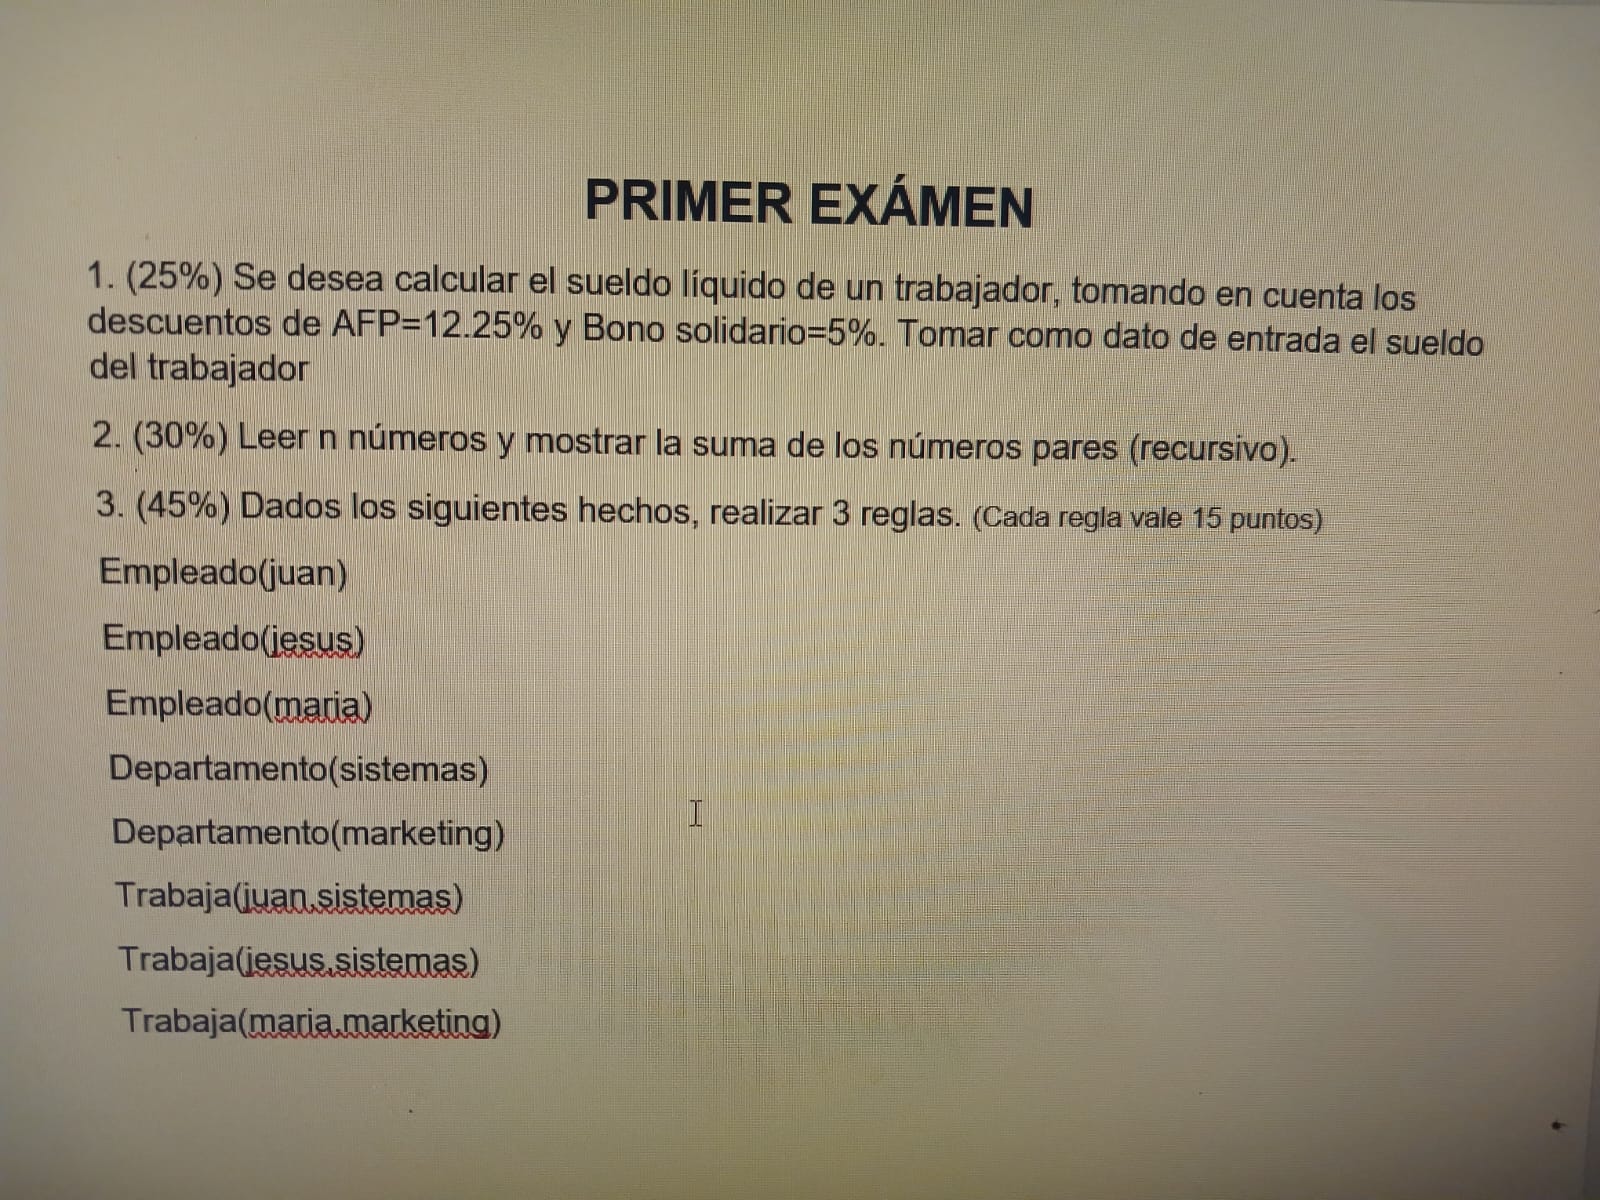 PRIMER EXÁMEN
1. (25%) Se desea calcular el sueldo líquido de un trabajador, tomando en cuenta los
descuentos de AFP=12.25% y Bono solidario=5%. Tomar como dato de entrada el sueldo
del trabajador
2. (30%) Leer n números y mostrar la suma de los números pares (recursivo).
3. (45%) Dados los siguientes hechos, realizar 3 reglas. (Cada regla vale 15 puntos)
Empleado(juan)
Empleado(jesus)
Empleado(maria)
Departamento(sistemas)
Departamento(marketing)
Trabaja(juan,sistemas)
Trabaja(jesus,sistemas)
Trabaja(maria,marketing)